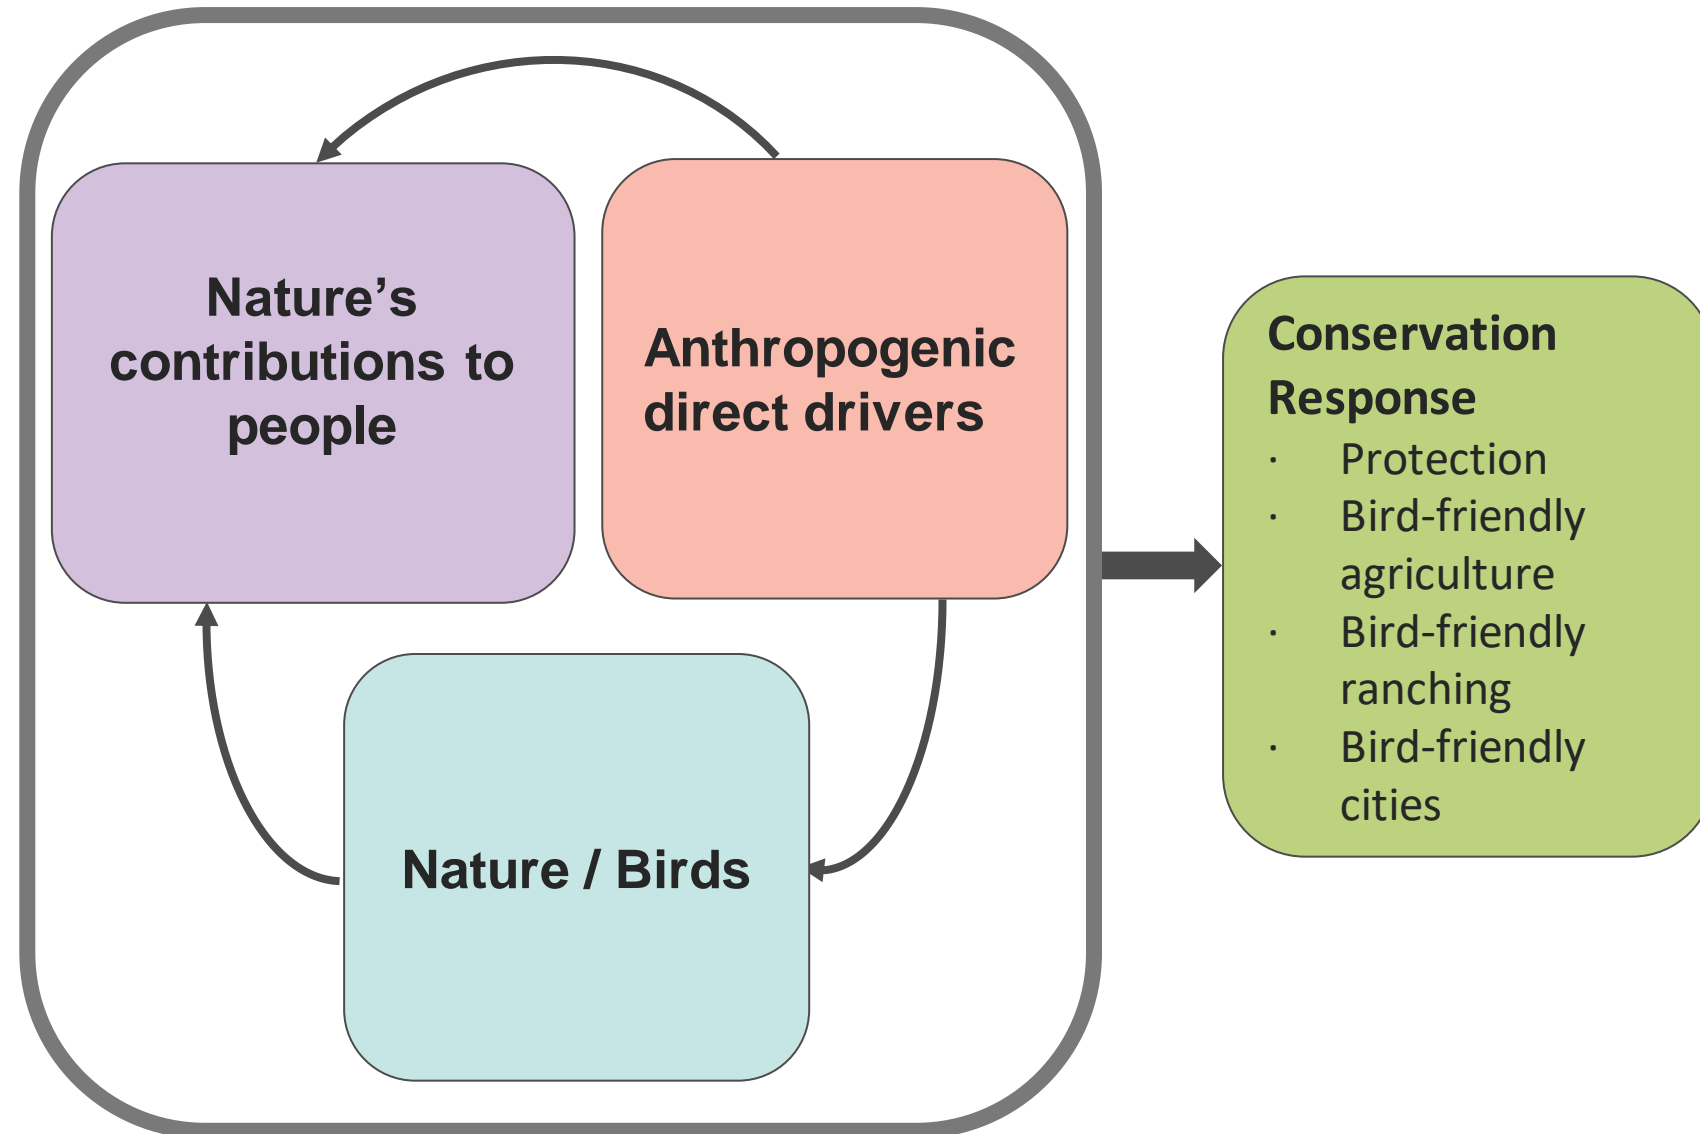 Nature’s
contributions to
people
Anthropogenic
direct drivers
Nature / Birds
Conservation
Response
· Protection
· Bird-friendly
agriculture
· Bird-friendly
ranching
· Bird-friendly
cities